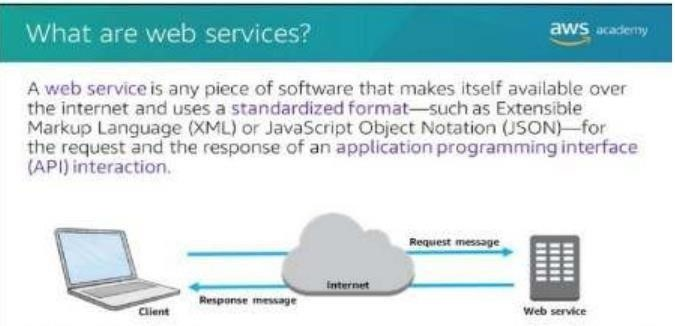 What are web services?
aws academy
A web service is any piece of software that makes itself available over
the internet and uses a standardized format—such as Extensible
Markup Language (XML) or JavaScript Object Notation (JSON)—for
the request and the response of an application programming interface
(API) interaction.
Request message
Internet
Response message
Client
Web service